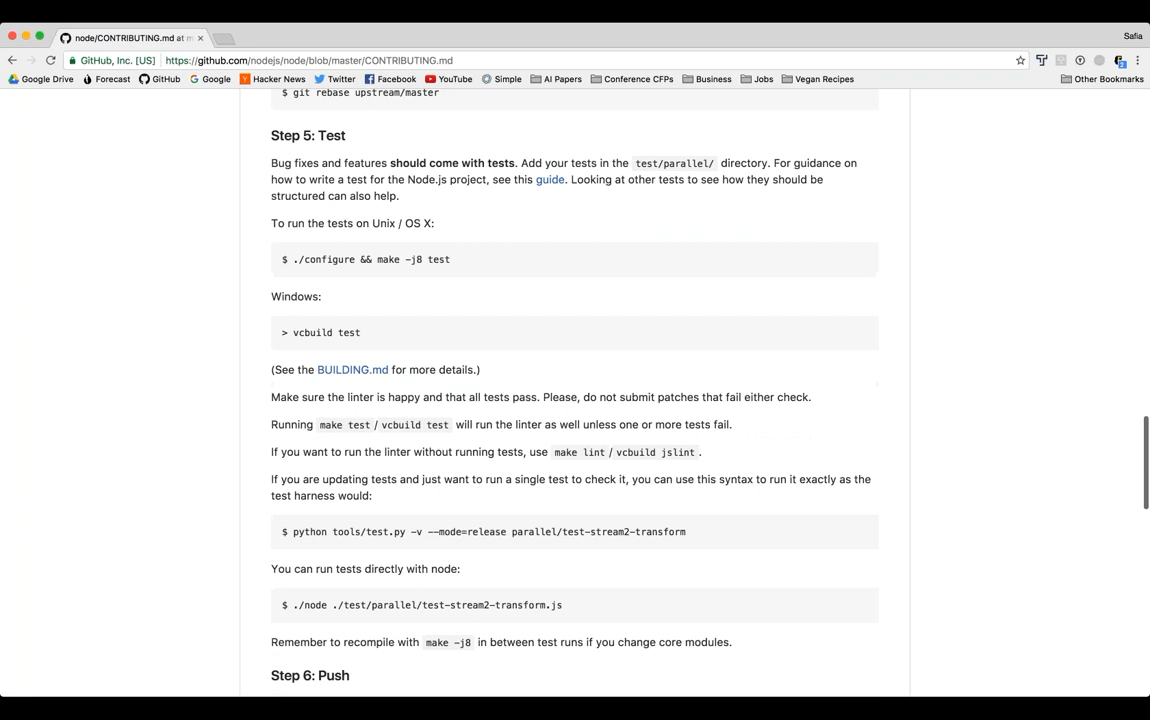 node/CONTRIBUTING.md at m
Safia
GitHub, Inc. [US] https://github.com/nodejs/node/blob/master/CONTRIBUTING.md
Google Drive Forecast GitHub Google Hacker News Twitter Facebook YouTube Simple AI Papers Conference CFPs Business Jobs Vegan Recipes Other Bookmarks
$ git rebase upstream/master
Step 5: Test
Bug fixes and features should come with tests. Add your tests in the test/parallel/ directory. For guidance on
how to write a test for the Node.js project, see this guide. Looking at other tests to see how they should be
structured can also help.
To run the tests on Unix / OS X:
$ ./configure && make -j8 test
Windows:
> vcbuild test
(See the BUILDING.md for more details.)
Make sure the linter is happy and that all tests pass. Please, do not submit patches that fail either check.
Running make test / vcbuild test will run the linter as well unless one or more tests fail.
If you want to run the linter without running tests, use make lint / vcbuild jslint .
If you are updating tests and just want to run a single test to check it, you can use this syntax to run it exactly as the
test harness would:
$ python tools/test.py -v --mode=release parallel/test-stream2-transform
You can run tests directly with node:
$ ./node ./test/parallel/test-stream2-transform.js
Remember to recompile with make -j8 in between test runs if you change core modules.
Step 6: Push